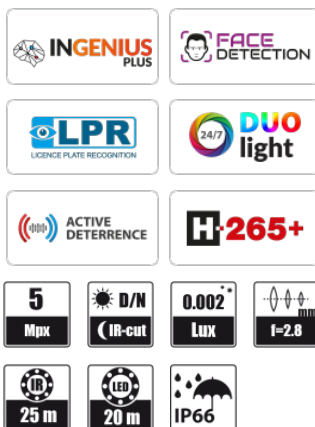 INGENIUS
PLUS
FACE
DETECTION
LPR
LICENCE PLATE RECOGNITION
24/7
DUO
light
ACTIVE
DETERRENCE
H·265+
5
Mpx
D/N
IR-cut
0.002**
Lux
f=2.8
IR
25 m
LED
20 m
IP66